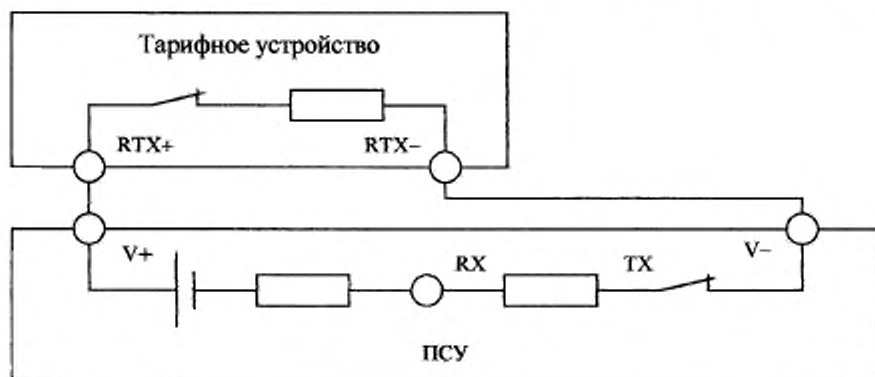 Тарифное устройство
RTX+ RTX–
V+ RX TX V–
ПСУ